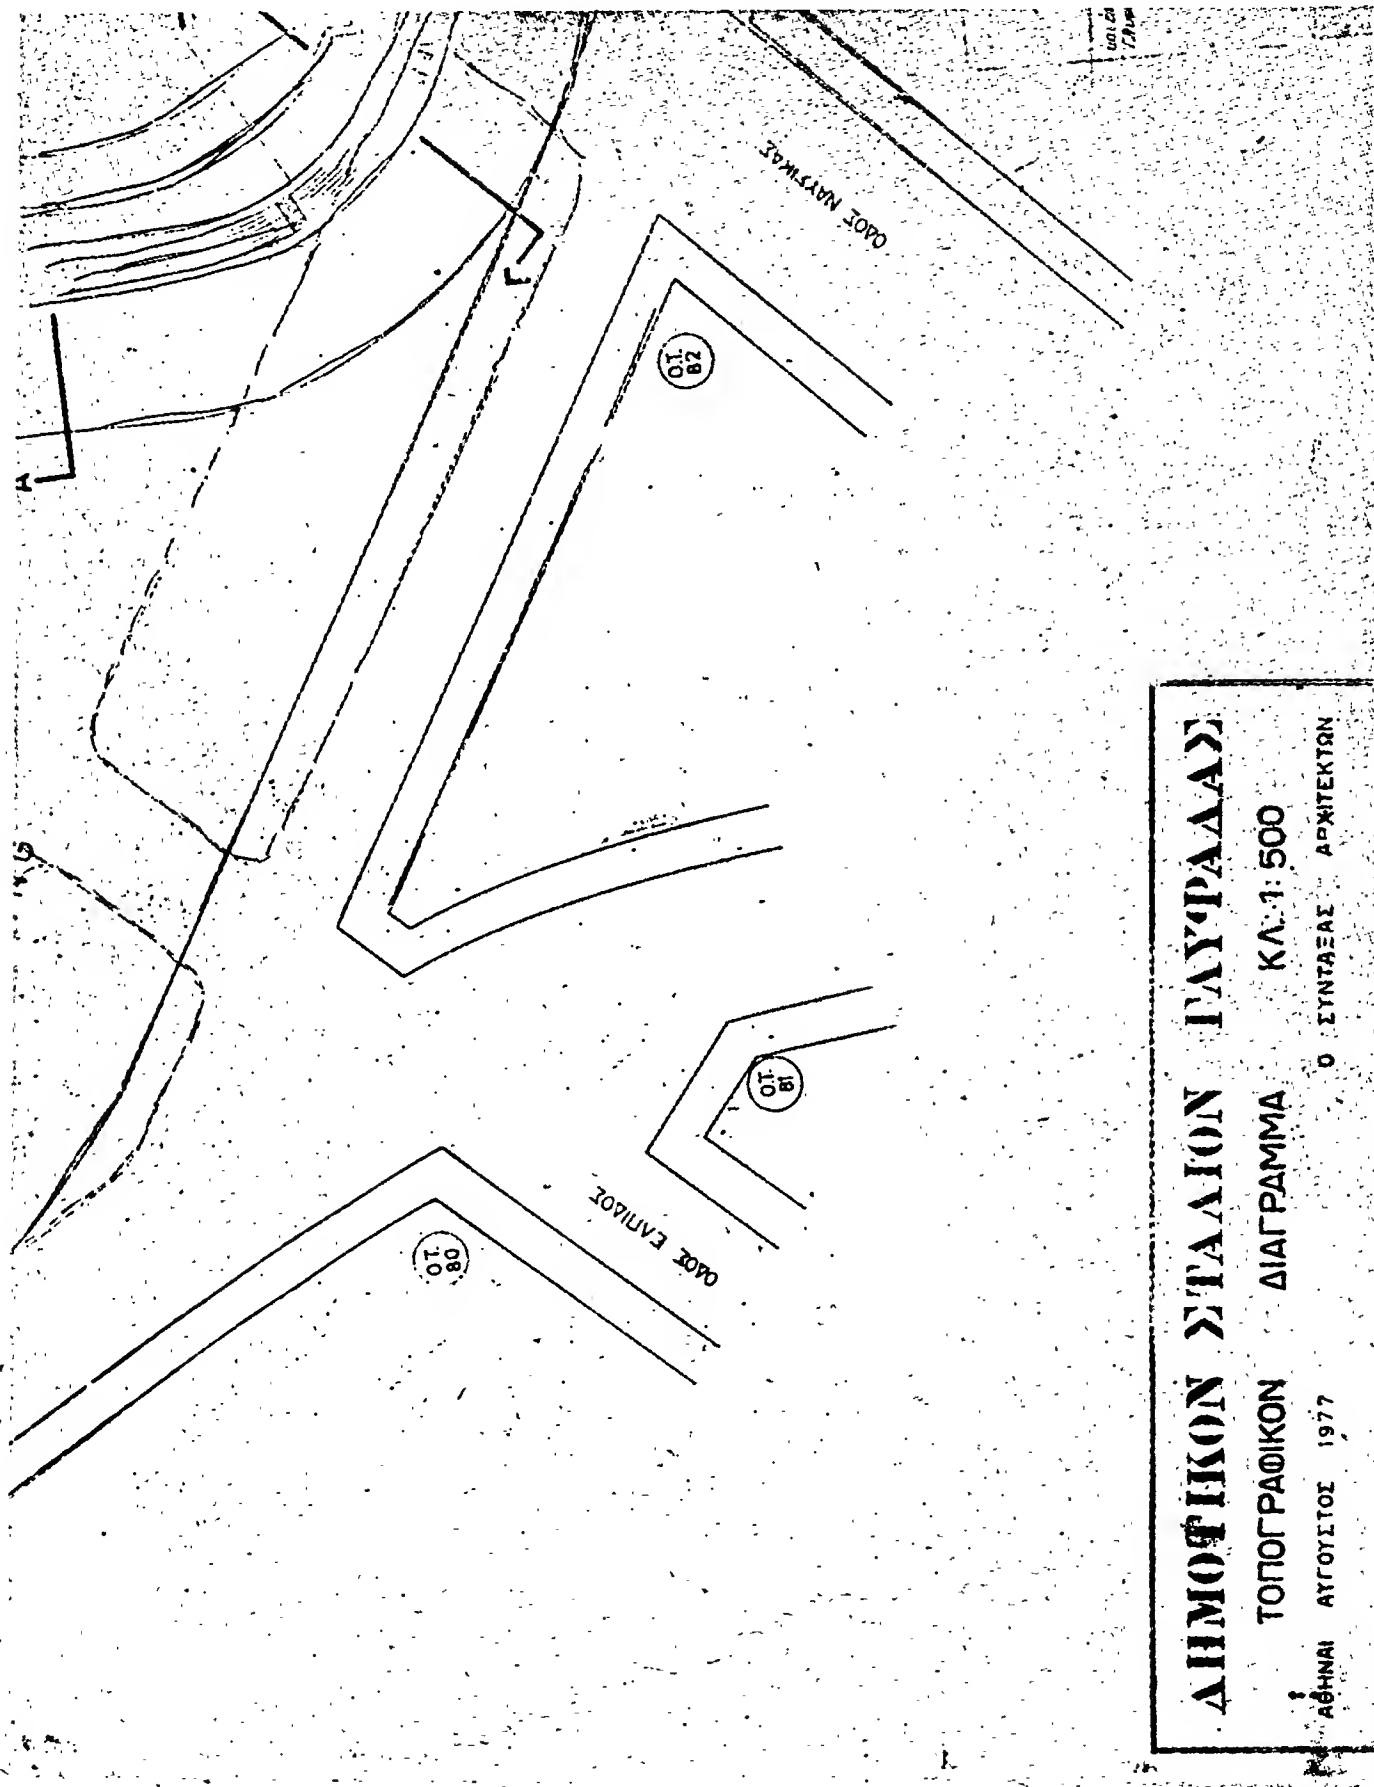 ΟΔΟΣ ΝΑΥΣΙΚΑΣ
Ο.Τ.
82
Γ
Α
Ο.Τ.
81
Ο.Τ.
80
ΟΔΟΣ ΕΛΠΙΔΟΣ
ΔΗΜΟΤΙΚΟΝ ΣΤΑΔΙΟΝ ΓΛΥΦΑΔΑΣ
ΤΟΠΟΓΡΑΦΙΚΟΝ ΔΙΑΓΡΑΜΜΑ ΚΛ.:1:500
ΑΘΗΝΑΙ ΑΥΓΟΥΣΤΟΣ 1977 Ο ΣΥΝΤΑΞΑΣ ΑΡΧΙΤΕΚΤΩΝ